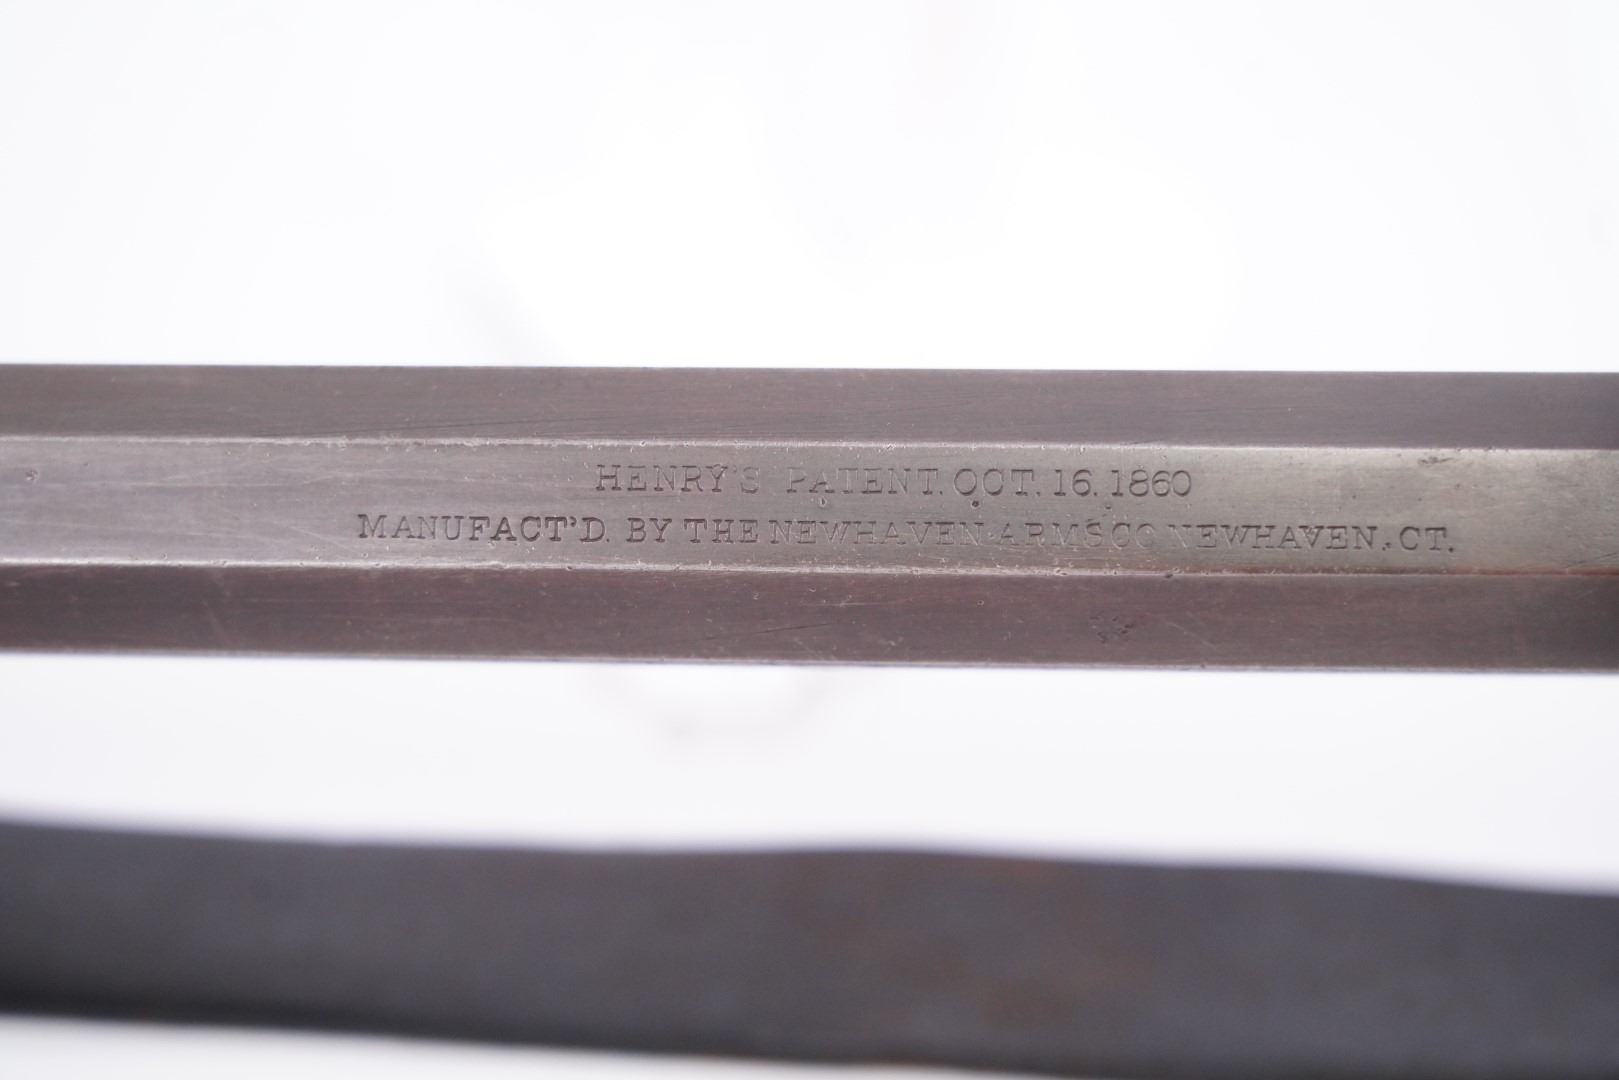 HENRY'S PATENT. OCT. 16. 1860
MANUFACT'D. BY THE NEWHAVEN ARMS CO NEWHAVEN. CT.